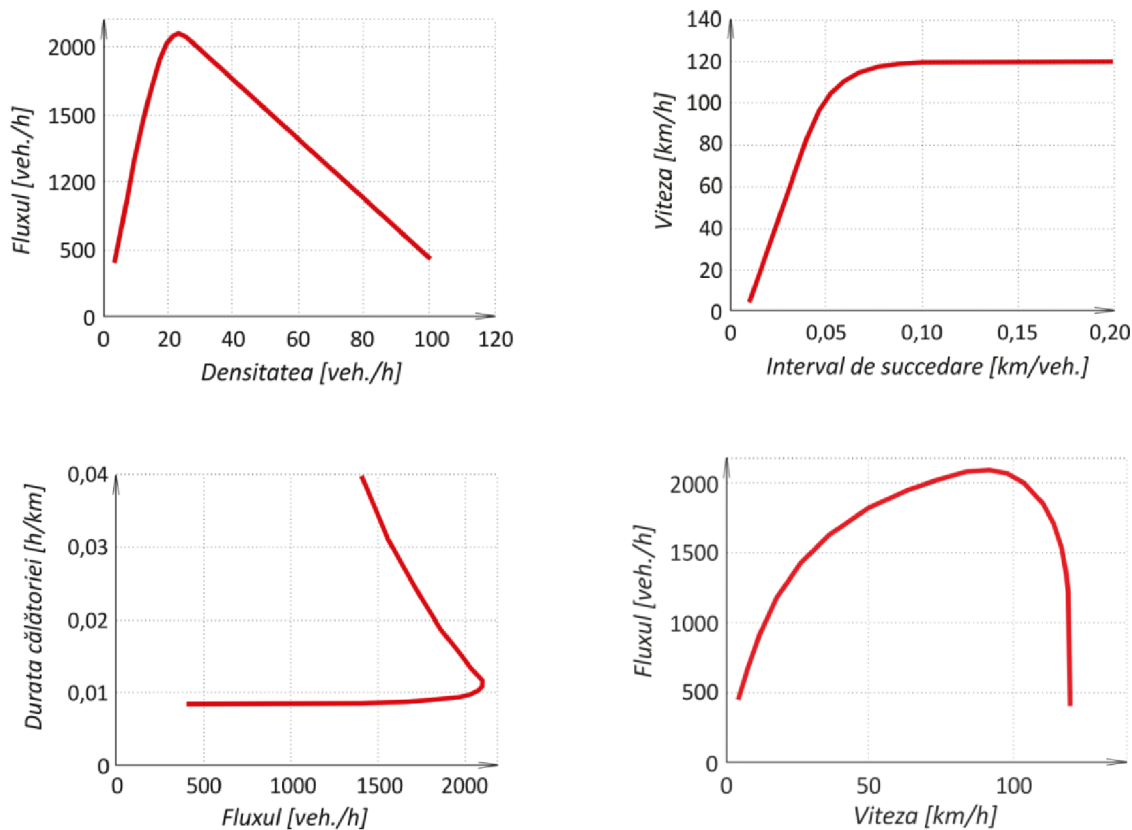 2000
1500
1200
500
0
Fluxul [veh./h]
0 20 40 60 80 100 120
Densitatea [veh./h]
140
120
100
80
60
40
20
0
Viteza [km/h]
0 0,05 0,10 0,15 0,20
Interval de succedare [km/veh.]
0,04
0,03
0,02
0,01
0
Durata călătoriei [h/km]
0 500 1000 1500 2000
Fluxul [veh./h]
2000
1500
1000
500
0
Fluxul [veh./h]
0 50 100
Viteza [km/h]